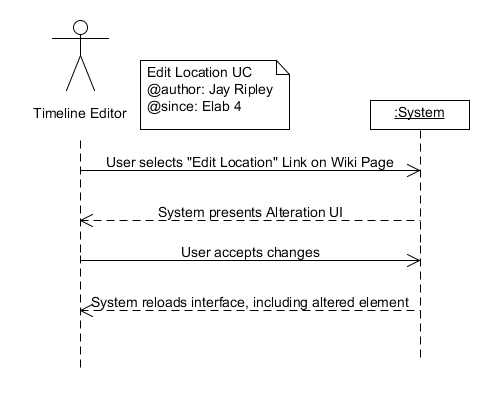 Edit Location UC
@author: Jay Ripley
@since: Elab 4
Timeline Editor
:System
User selects "Edit Location" Link on Wiki Page
System presents Alteration UI
User accepts changes
System reloads interface, including altered element